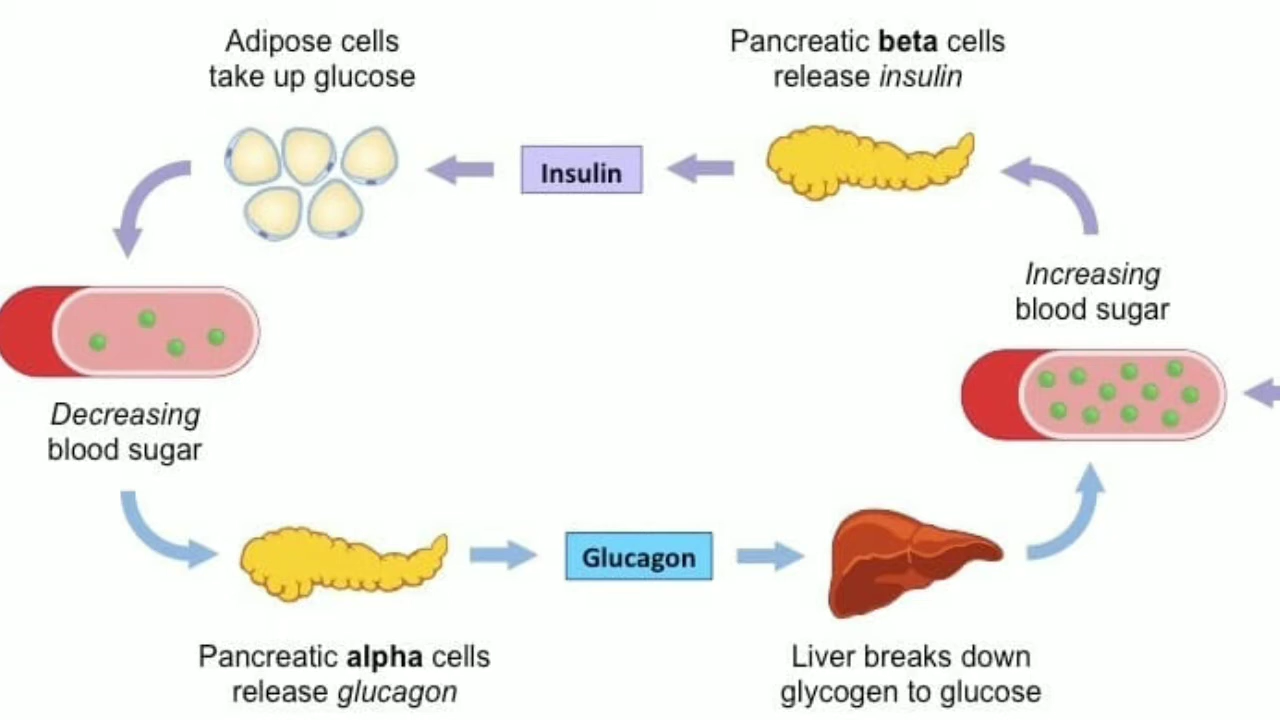 Adipose cells
take up glucose
Pancreatic beta cells
release insulin
Insulin
Increasing
blood sugar
Decreasing
blood sugar
Glucagon
Pancreatic alpha cells
release glucagon
Liver breaks down
glycogen to glucose